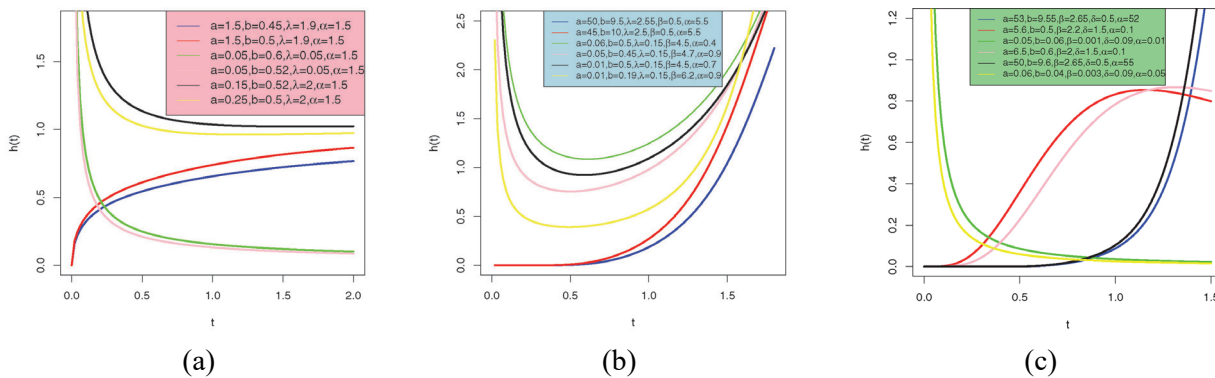 a=1.5,b=0.45,λ=1.9,α=1.5
a=1.5,b=0.5,λ=1.9,α=1.5
a=0.05,b=0.6,λ=0.05,α=1.5
a=0.05,b=0.52,λ=0.05,α=1.5
a=0.15,b=0.52,λ=2,α=1.5
a=0.25,b=0.5,λ=2,α=1.5
h(t)
1.5
1.0
0.5
0.0
0.0 0.5 1.0 1.5 2.0
t
(a)
a=50,b=9.5,λ=2.55,β=0.5,α=5.5
a=45,b=10,λ=2.5,β=0.5,α=5.5
a=0.06,b=0.5,λ=0.15,β=4.5,α=0.4
a=0.05,b=0.45,λ=0.15,β=4.7,α=0.9
a=0.01,b=0.5,λ=0.15,β=4.5,α=0.7
a=0.01,b=0.19,λ=0.15,β=6.2,α=0.9
h(t)
2.5
2.0
1.5
1.0
0.5
0.0
0.0 0.5 1.0 1.5
t
(b)
a=53,b=9.55,β=2.65,δ=0.5,α=52
a=5.6,b=0.5,β=2.2,δ=1.5,α=0.1
a=0.05,b=0.06,β=0.001,δ=0.09,α=0.01
a=6.5,b=0.6,β=2,δ=1.5,α=0.1
a=50,b=9.6,β=2.65,δ=0.5,α=55
a=0.06,b=0.04,β=0.003,δ=0.09,α=0.05
h(t)
1.2
1.0
0.8
0.6
0.4
0.2
0.0
0.0 0.5 1.0 1.5
t
(c)